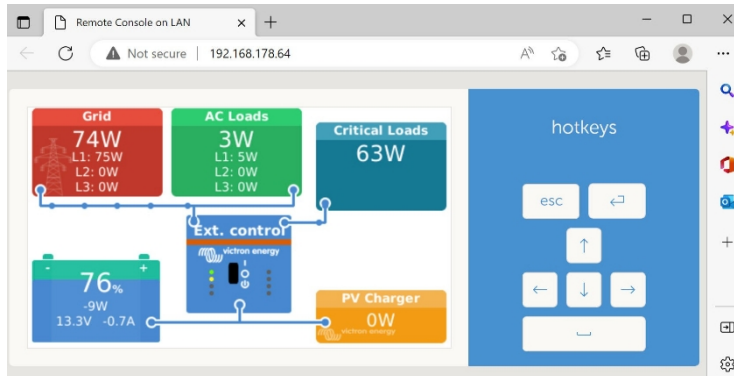 Remote Console on LAN
Not secure
192.168.178.64
Grid
74W
L1: 75W
L2: 0W
L3: 0W
AC Loads
3W
L1: 5W
L2: 0W
L3: 0W
Critical Loads
63W
Ext. control
victron energy
76%
-9W
13.3V -0.7A
PV Charger
0W
victron energy
hotkeys
esc